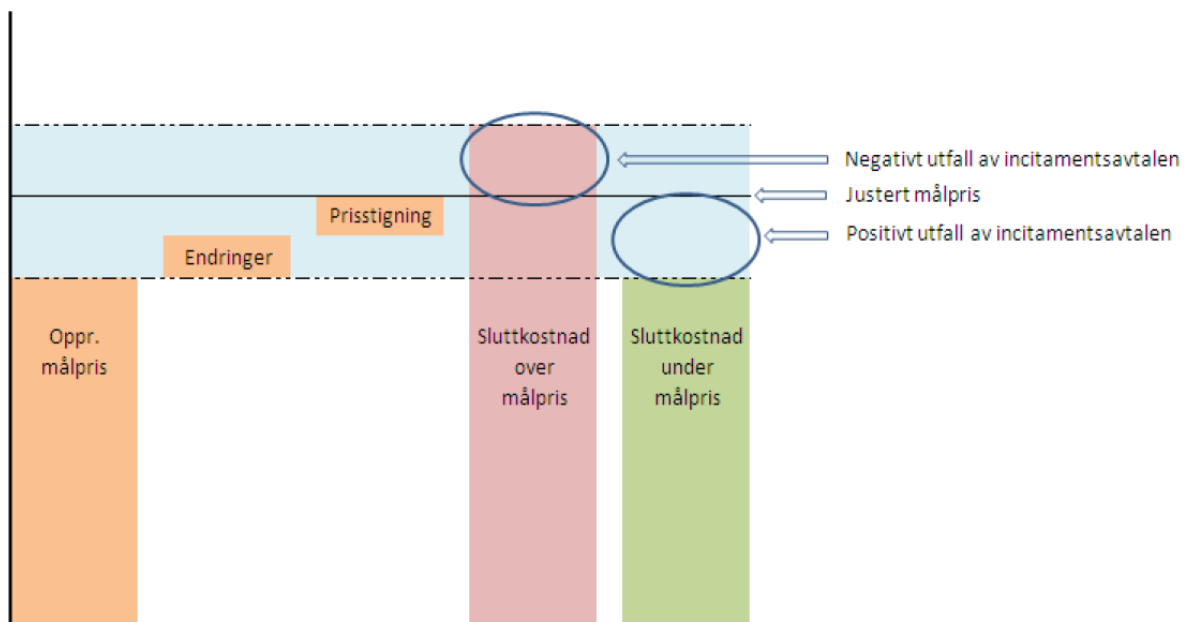 Negativt utfall av incitamentsavtalen
Justert målpris
Prisstigning
Positivt utfall av incitamentsavtalen
Endringer
Oppr.
målpris
Sluttkostnad
over
målpris
Sluttkostnad
under
målpris